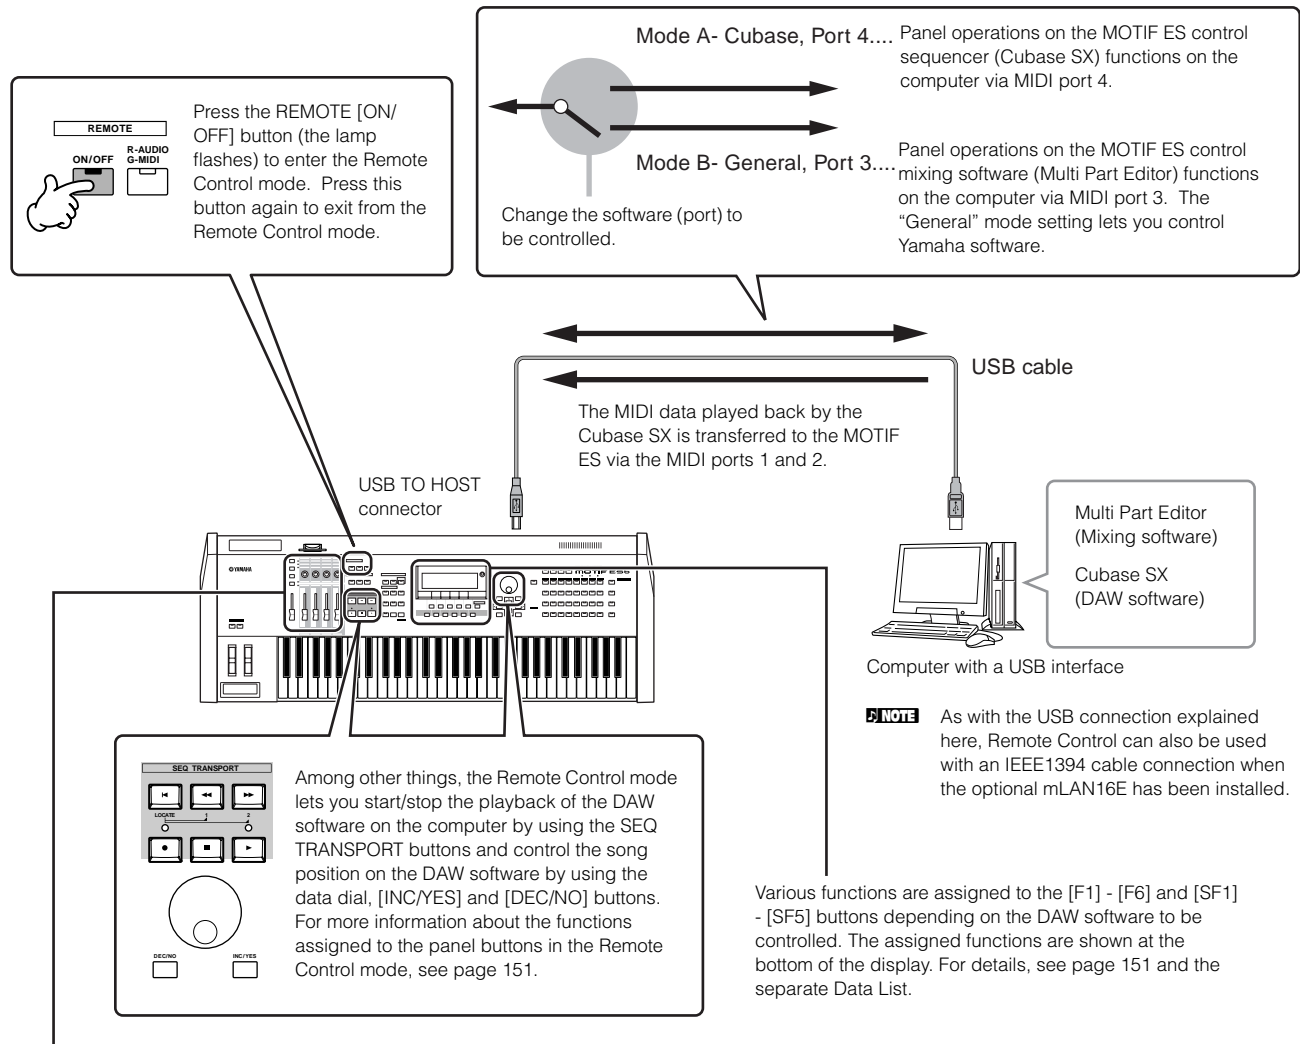 Mode A- Cubase, Port 4....
Panel operations on the MOTIF ES control
sequencer (Cubase SX) functions on the
computer via MIDI port 4.
Mode B- General, Port 3....
Panel operations on the MOTIF ES control
mixing software (Multi Part Editor) functions
on the computer via MIDI port 3. The
“General” mode setting lets you control
Yamaha software.
Change the software (port) to
be controlled.
REMOTE
ON/OFF
R-AUDIO
G-MIDI
Press the REMOTE [ON/
OFF] button (the lamp
flashes) to enter the Remote
Control mode. Press this
button again to exit from the
Remote Control mode.
USB cable
The MIDI data played back by the
Cubase SX is transferred to the MOTIF
ES via the MIDI ports 1 and 2.
USB TO HOST
connector
YAMAHA
MOTIF ES6
Multi Part Editor
(Mixing software)
Cubase SX
(DAW software)
Computer with a USB interface
NOTE
As with the USB connection explained
here, Remote Control can also be used
with an IEEE1394 cable connection when
the optional mLAN16E has been installed.
SEQ TRANSPORT
LOCATE 1 2
DEC/NO
INC/YES
Among other things, the Remote Control mode
lets you start/stop the playback of the DAW
software on the computer by using the SEQ
TRANSPORT buttons and control the song
position on the DAW software by using the
data dial, [INC/YES] and [DEC/NO] buttons.
For more information about the functions
assigned to the panel buttons in the Remote
Control mode, see page 151.
Various functions are assigned to the [F1] - [F6] and [SF1]
- [SF5] buttons depending on the DAW software to be
controlled. The assigned functions are shown at the
bottom of the display. For details, see page 151 and the
separate Data List.